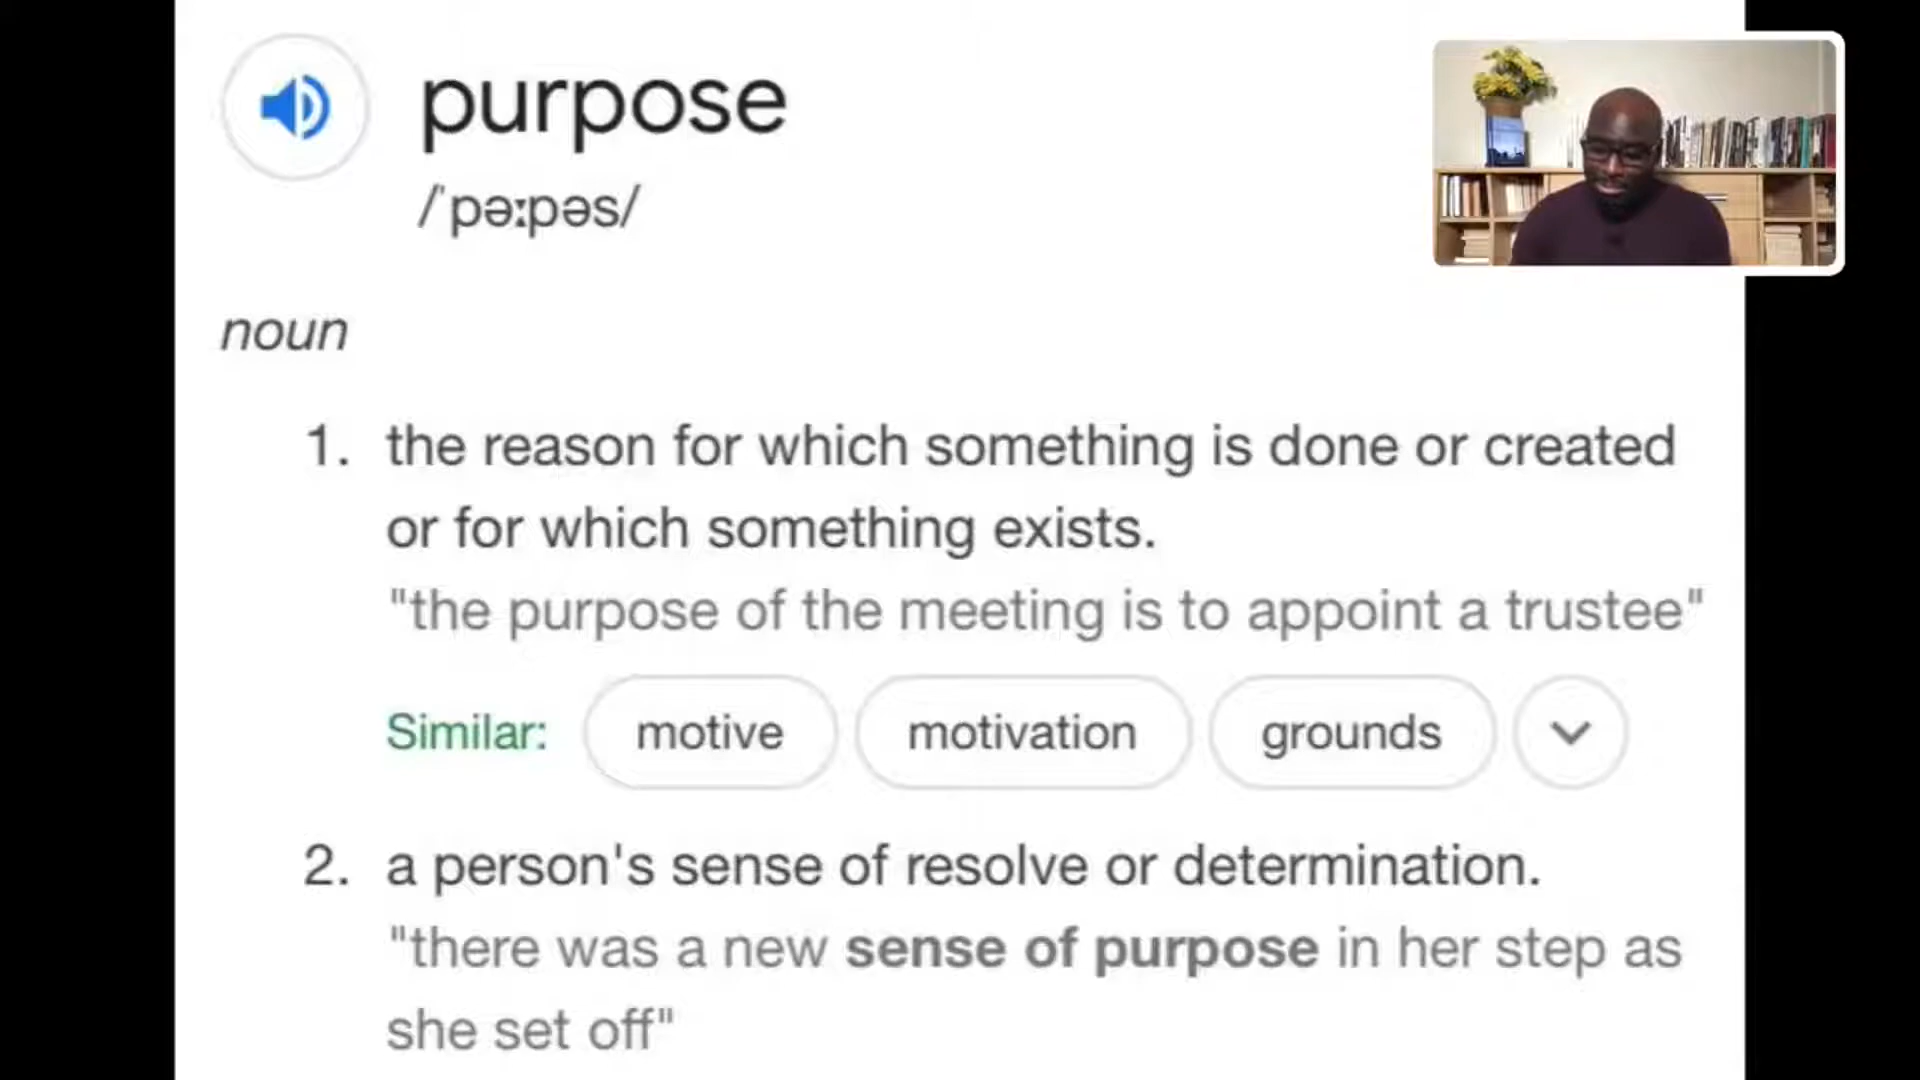 purpose
/ˈpəːpəs/
noun
1. the reason for which something is done or created
or for which something exists.
"the purpose of the meeting is to appoint a trustee"
Similar: motive motivation grounds
2. a person's sense of resolve or determination.
"there was a new sense of purpose in her step as
she set off"